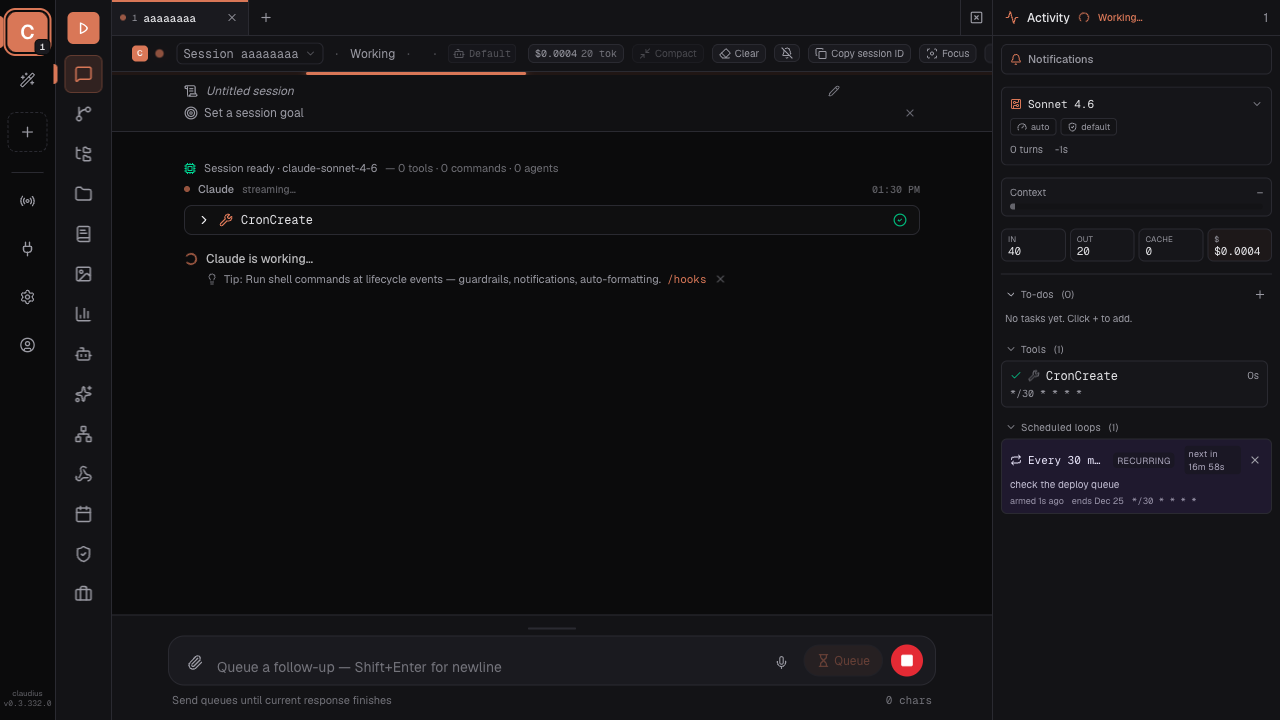 C
1
claudius
v0.3.332.0
1 aaaaaaaa
C
Session aaaaaaaa
· Working · ·
Default
$0.0004 20 tok
Compact
Clear
Copy session ID
Focus
Untitled session
Set a session goal
Session ready · claude-sonnet-4-6 — 0 tools · 0 commands · 0 agents
Claude streaming…
01:30 PM
CronCreate
Claude is working…
Tip: Run shell commands at lifecycle events — guardrails, notifications, auto-formatting. /hooks
Queue a follow-up — Shift+Enter for newline
Queue
Send queues until current response finishes
0 chars
Activity Working… 1
Notifications
Sonnet 4.6
auto default
0 turns -1s
Context –
IN OUT CACHE $
40 20 0 $0.0004
To-dos (0)
No tasks yet. Click + to add.
Tools (1)
CronCreate 0s
*/30 * * * *
Scheduled loops (1)
Every 30 m… RECURRING next in 16m 58s
check the deploy queue
armed 1s ago ends Dec 25 */30 * * * *